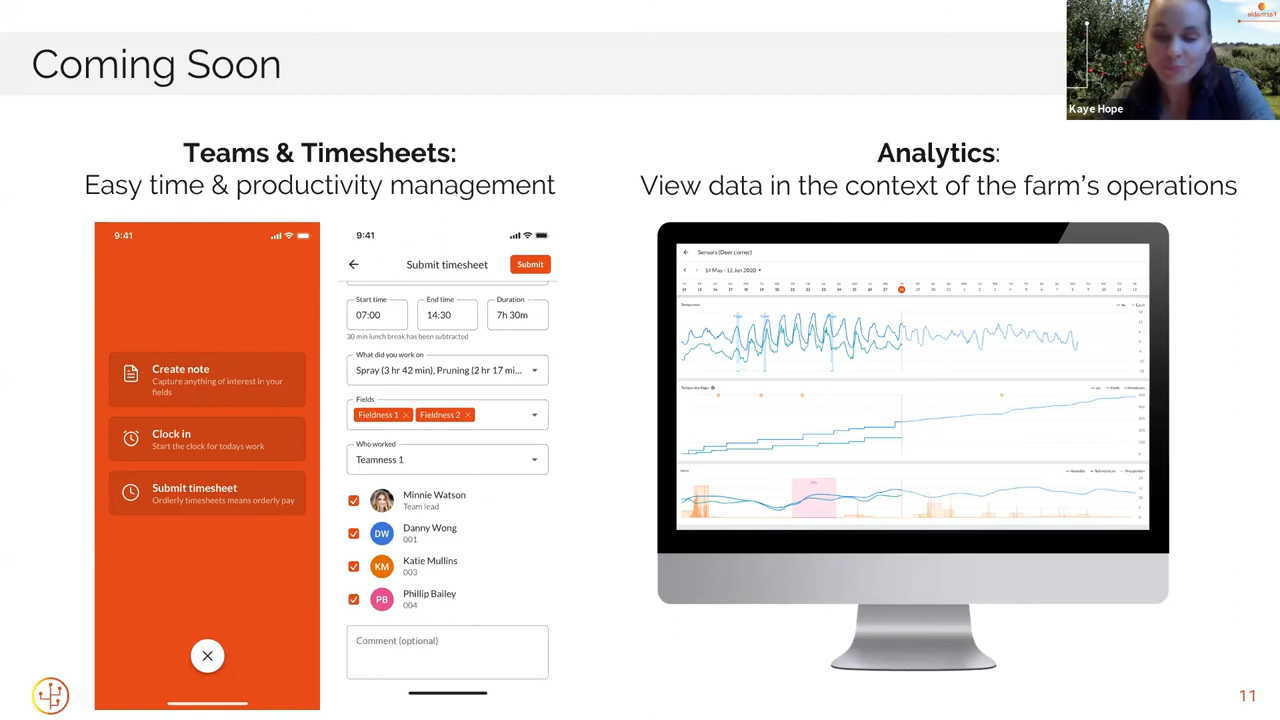 Coming Soon
Kaye Hope
Teams & Timesheets:
Easy time & productivity management
Analytics:
View data in the context of the farm's operations
9:41
Create note
Capture anything of interest in your
fields
Clock in
Start the clock for todays work
Submit timesheet
Ordlerly timesheets means orderly pay
9:41
Submit timesheet
Submit
Start time
07:00
End time
14:30
Duration
7h 30m
30 min lunch break has been subtracted
What did you work on
Spray (3 hr 42 min), Pruning (2 hr 17 mi...
Fields
Fieldness 1
Fieldness 2
Who worked
Teamness 1
Minnie Watson
Team lead
DW
Danny Wong
001
KM
Katie Mullins
003
PB
Phillip Bailey
004
Comment (optional)
Sensors (Deer corner)
14 May - 12 Jun 2020
11